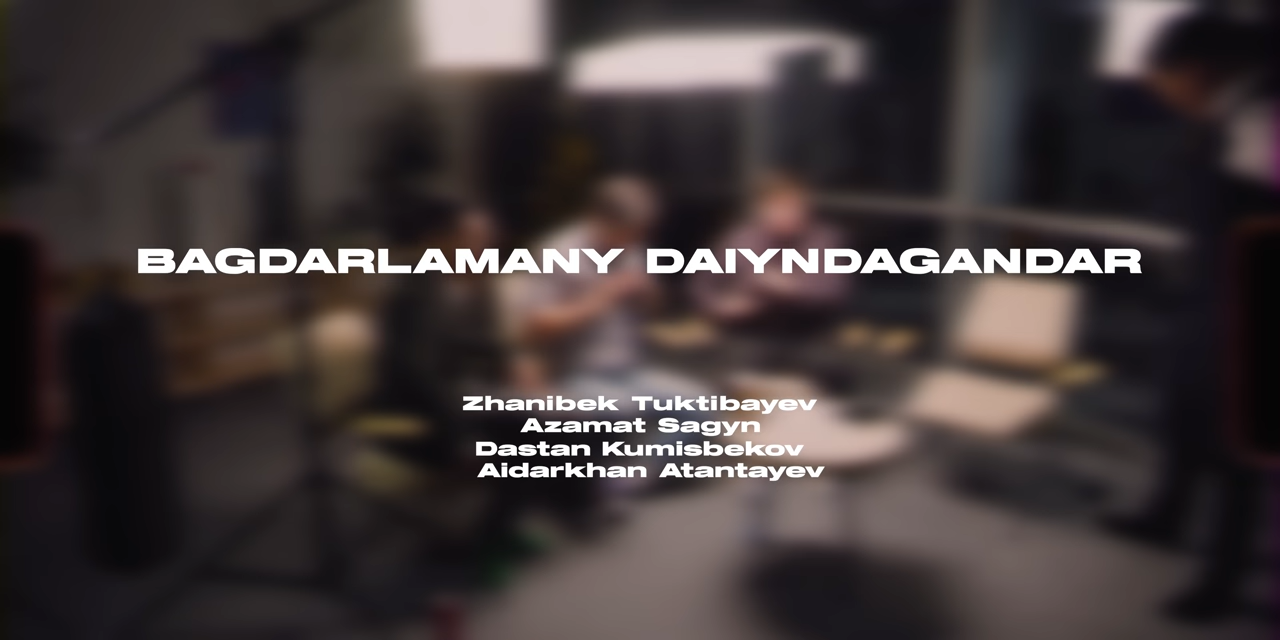 BAGDARLAMANY DAIYNDAGANDAR
Zhanibek Tuktibayev
Azamat Sagyn
Dastan Kumisbekov
Aidarkhan Atantayev